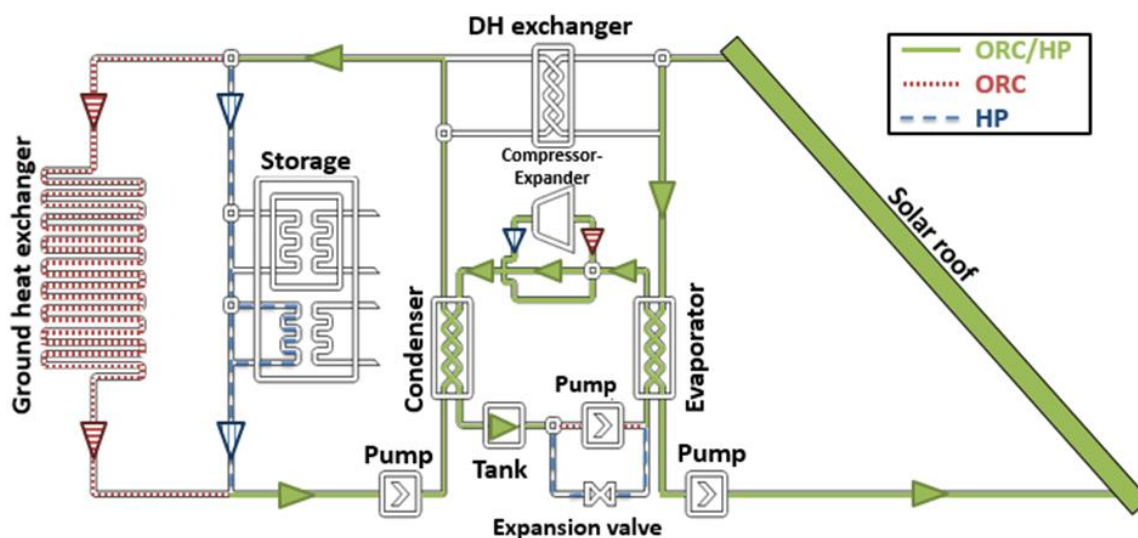 DH exchanger
ORC/HP
ORC
HP
Storage
Compressor-
Expander
Solar roof
Ground heat exchanger
Condenser
Evaporator
Pump
Pump
Tank
Pump
Expansion valve